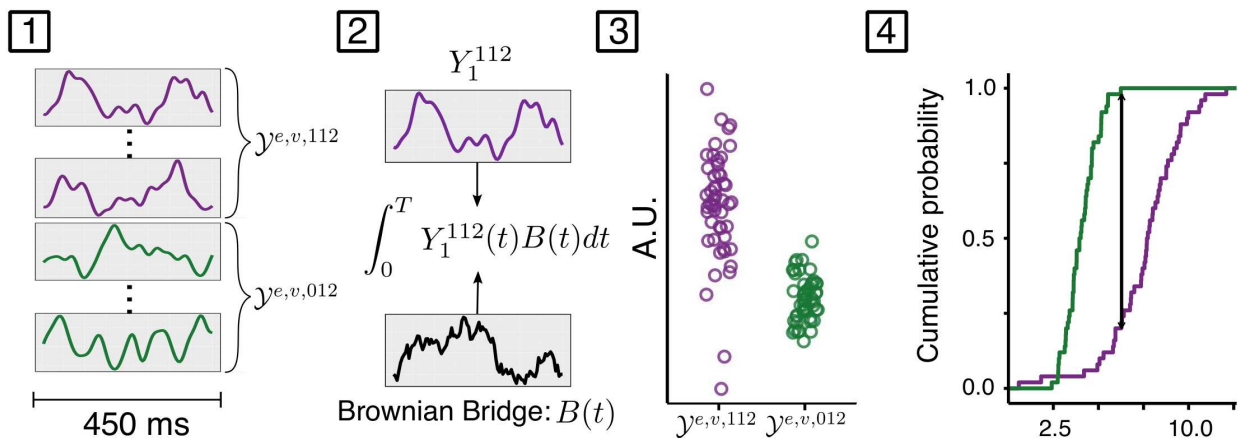 1
𝒴^{e,v,112}
𝒴^{e,v,012}
450 ms
2
Y_1^{112}
∫_0^T Y_1^{112}(t)B(t)dt
Brownian Bridge: B(t)
3
A.U.
𝒴^{e,v,112} 𝒴^{e,v,012}
4
Cumulative probability
1.0
0.5
0.0
2.5 10.0